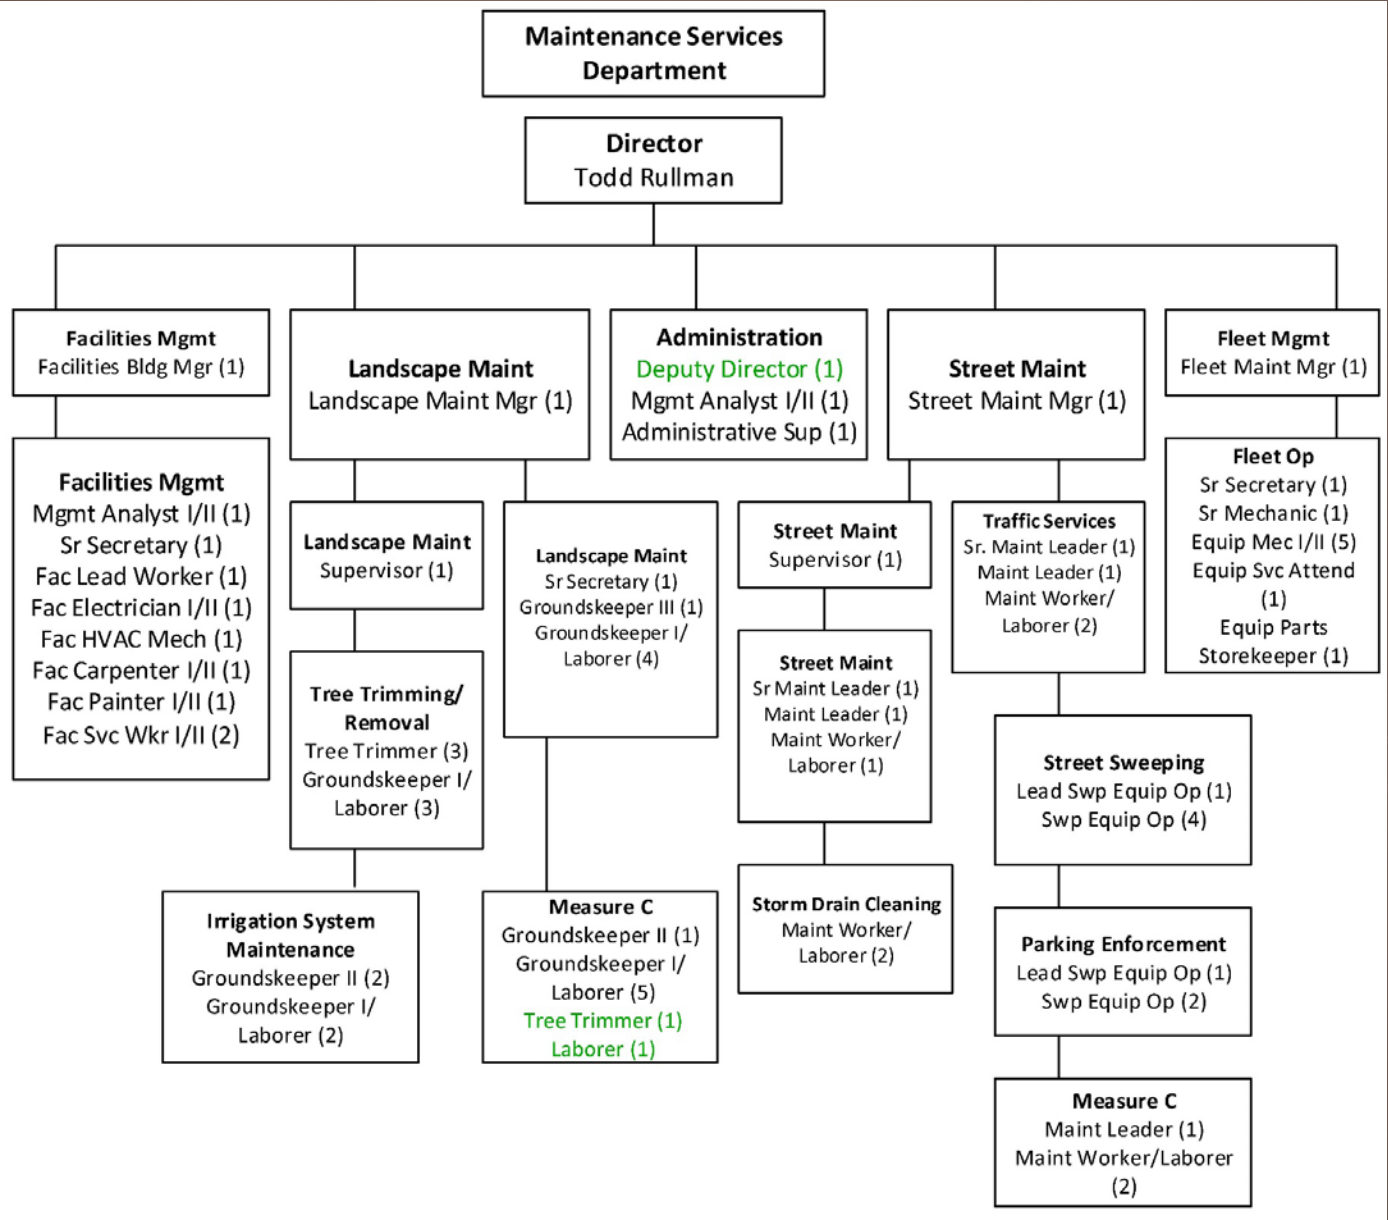 Maintenance Services
Department
Director
Todd Rullman
Facilities Mgmt
Facilities Bldg Mgr (1)
Landscape Maint
Landscape Maint Mgr (1)
Administration
Deputy Director (1)
Mgmt Analyst I/II (1)
Administrative Sup (1)
Street Maint
Street Maint Mgr (1)
Fleet Mgmt
Fleet Maint Mgr (1)
Facilities Mgmt
Mgmt Analyst I/II (1)
Sr Secretary (1)
Fac Lead Worker (1)
Fac Electrician I/II (1)
Fac HVAC Mech (1)
Fac Carpenter I/II (1)
Fac Painter I/II (1)
Fac Svc Wkr I/II (2)
Landscape Maint
Supervisor (1)
Landscape Maint
Sr Secretary (1)
Groundskeeper III (1)
Groundskeeper I/
Laborer (4)
Street Maint
Supervisor (1)
Traffic Services
Sr. Maint Leader (1)
Maint Leader (1)
Maint Worker/
Laborer (2)
Fleet Op
Sr Secretary (1)
Sr Mechanic (1)
Equip Mec I/II (5)
Equip Svc Attend
(1)
Equip Parts
Storekeeper (1)
Tree Trimming/
Removal
Tree Trimmer (3)
Groundskeeper I/
Laborer (3)
Street Maint
Sr Maint Leader (1)
Maint Leader (1)
Maint Worker/
Laborer (1)
Street Sweeping
Lead Swp Equip Op (1)
Swp Equip Op (4)
Irrigation System
Maintenance
Groundskeeper II (2)
Groundskeeper I/
Laborer (2)
Measure C
Groundskeeper II (1)
Groundskeeper I/
Laborer (5)
Tree Trimmer (1)
Laborer (1)
Storm Drain Cleaning
Maint Worker/
Laborer (2)
Parking Enforcement
Lead Swp Equip Op (1)
Swp Equip Op (2)
Measure C
Maint Leader (1)
Maint Worker/Laborer
(2)